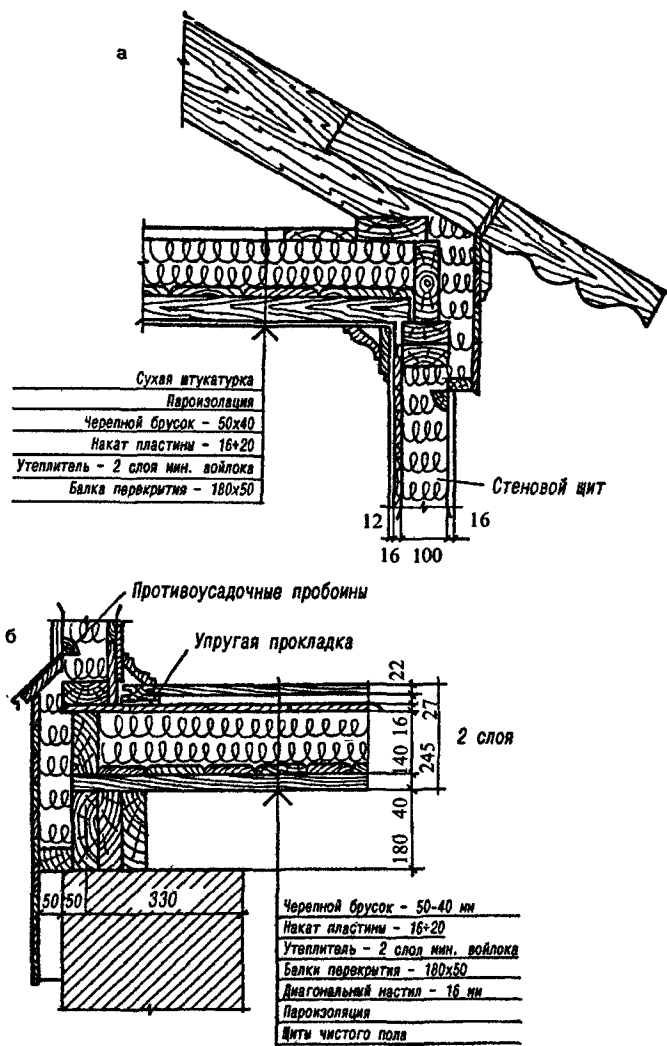 а
Сухая штукатурка
Пароизоляция
Черепной брусок - 50х40
Накат пластины - 16+20
Утеплитель - 2 слоя мин. войлока
Балка перекрытия - 180х50
Стеновой щит
12
16
16 100
Противоусадочные пробоины
б
Упругая прокладка
22
27
16
140
245
2 слоя
40
180
50 50 330
Черепной брусок - 50-40 мм
Накат пластины - 16+20
Утеплитель - 2 слоя мин. войлока
Балки перекрытия - 180х50
Диагональный настил - 16 мм
Пароизоляция
Щиты чистого пола